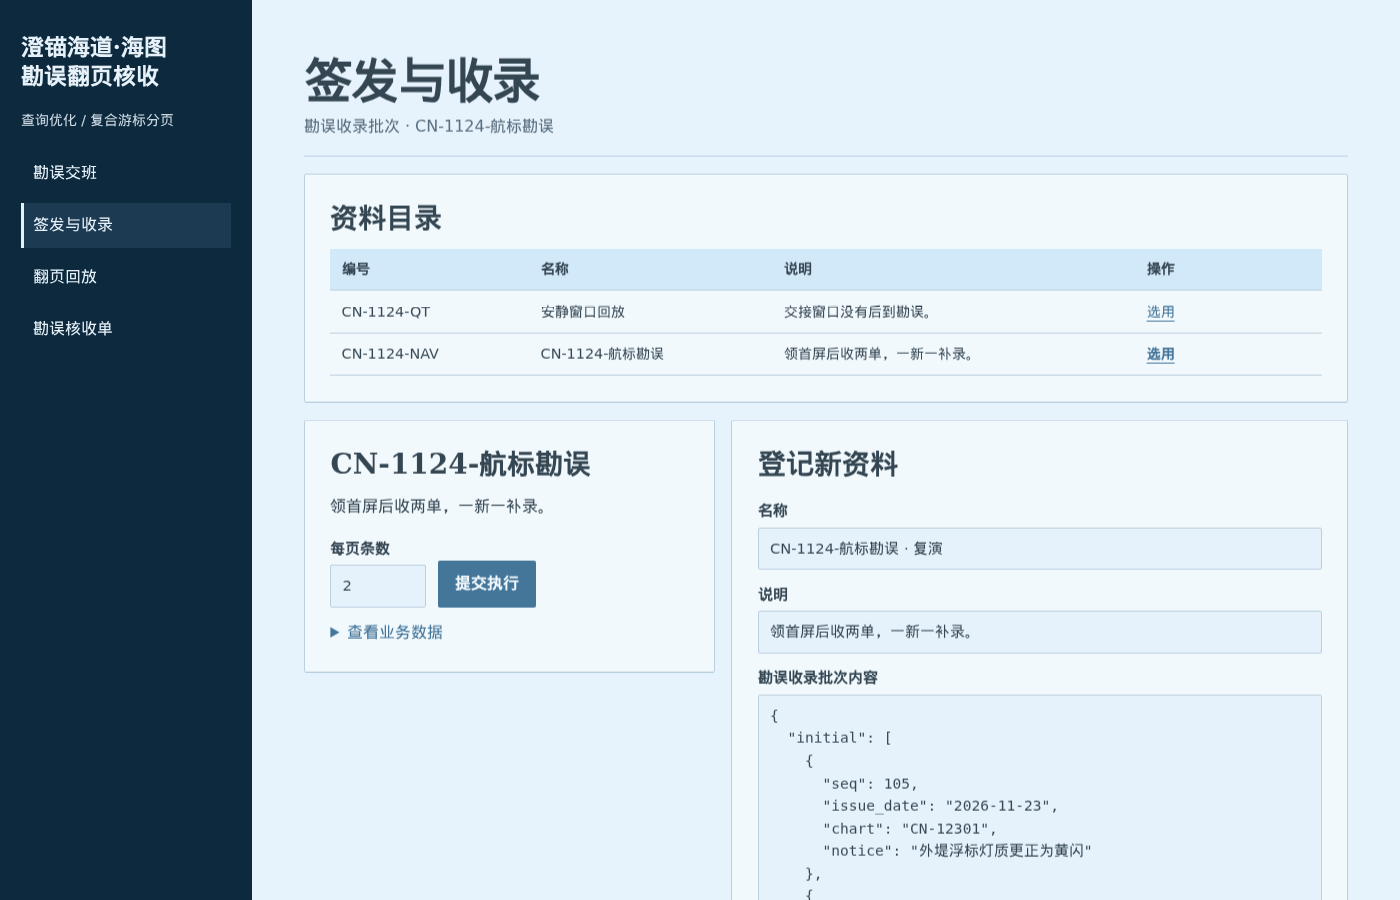 澄锚海道·海图
勘误翻页核收
查询优化 / 复合游标分页
勘误交班
签发与收录
翻页回放
勘误核收单
签发与收录
勘误收录批次 · CN-1124-航标勘误
资料目录
编号 名称 说明 操作
CN-1124-QT 安静窗口回放 交接窗口没有后到勘误。 选用
CN-1124-NAV CN-1124-航标勘误 领首屏后收两单，一新一补录。 选用
CN-1124-航标勘误
领首屏后收两单，一新一补录。
每页条数
2
提交执行
▶ 查看业务数据
登记新资料
名称
CN-1124-航标勘误 · 复演
说明
领首屏后收两单，一新一补录。
勘误收录批次内容
{
"initial": [
{
"seq": 105,
"issue_date": "2026-11-23",
"chart": "CN-12301",
"notice": "外堤浮标灯质更正为黄闪"
},
{